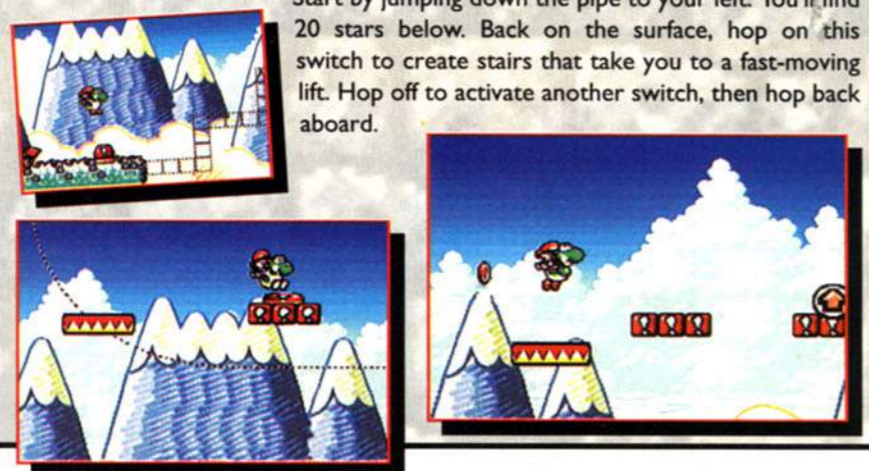 Start by jumping down the pipe to your left. You'll find
20 stars below. Back on the surface, hop on this
switch to create stairs that take you to a fast-moving
lift. Hop off to activate another switch, then hop back
aboard.